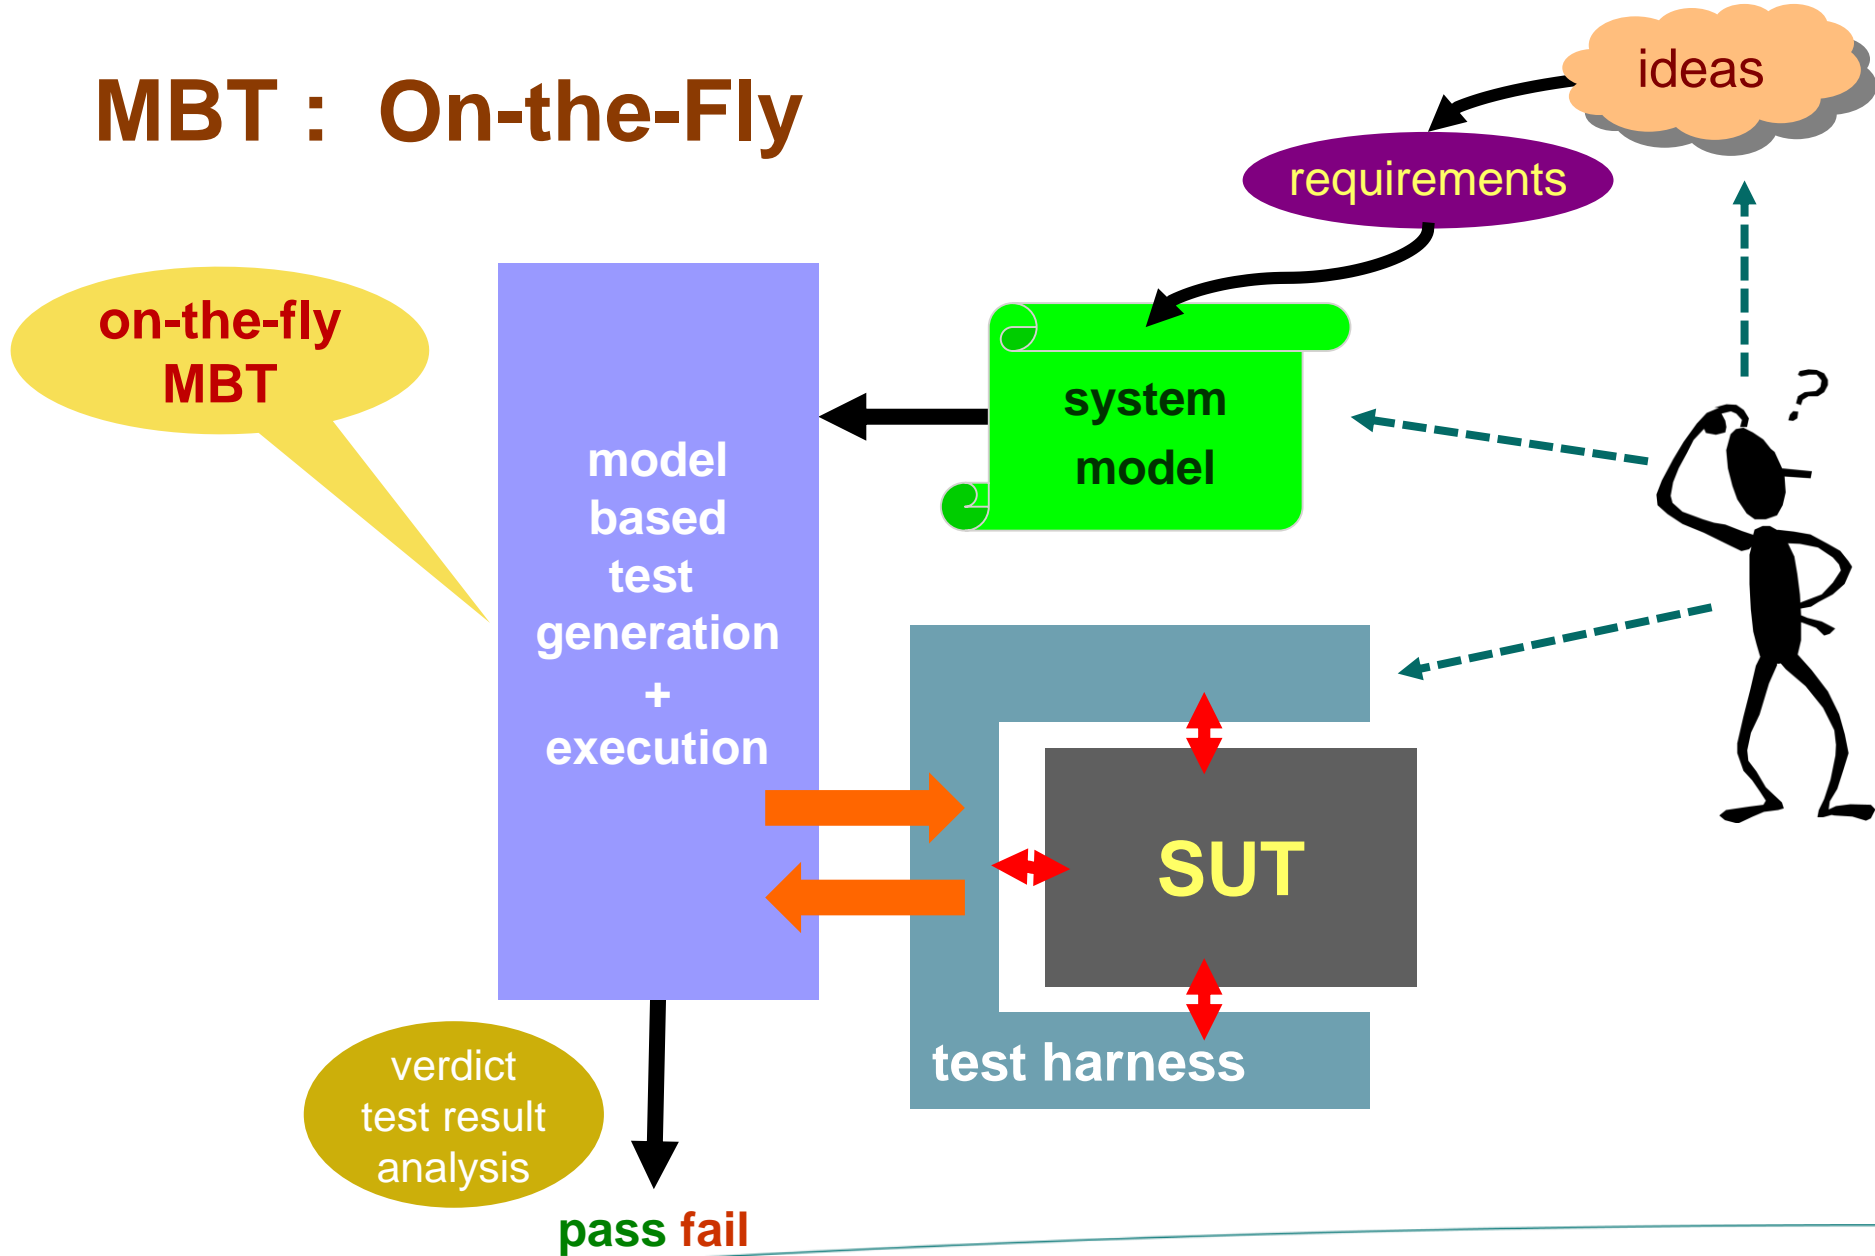 MBT : On-the-Fly
ideas
requirements
on-the-fly
MBT
system
model
model
based
test
generation
+
execution
?
SUT
test harness
verdict
test result
analysis
pass fail